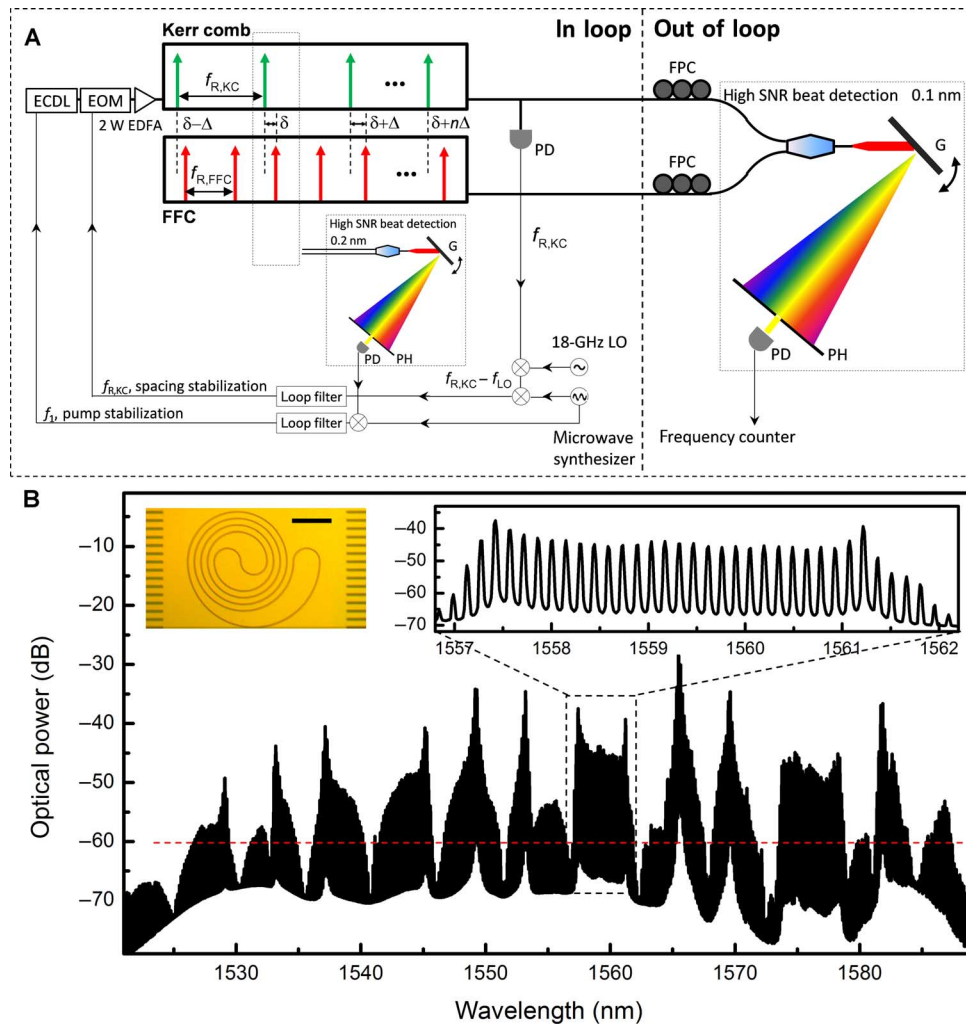 A
Kerr comb
In loop
Out of loop
f_R,KC
ECDL
EOM
2 W EDFA
δ–Δ
δ
δ+Δ
δ+nΔ
f_R,FFC
FFC
PD
FPC
FPC
High SNR beat detection 0.1 nm
G
High SNR beat detection
0.2 nm
G
PD
PH
f_R,KC
18-GHz LO
f_R,KC – f_LO
f_R,KC, spacing stabilization
Loop filter
f_1, pump stabilization
Loop filter
Microwave
synthesizer
PD
PH
Frequency counter
B
Optical power (dB)
–10
–20
–30
–40
–50
–60
–70
–40
–50
–60
–70
1557
1558
1559
1560
1561
1562
1530
1540
1550
1560
1570
1580
Wavelength (nm)